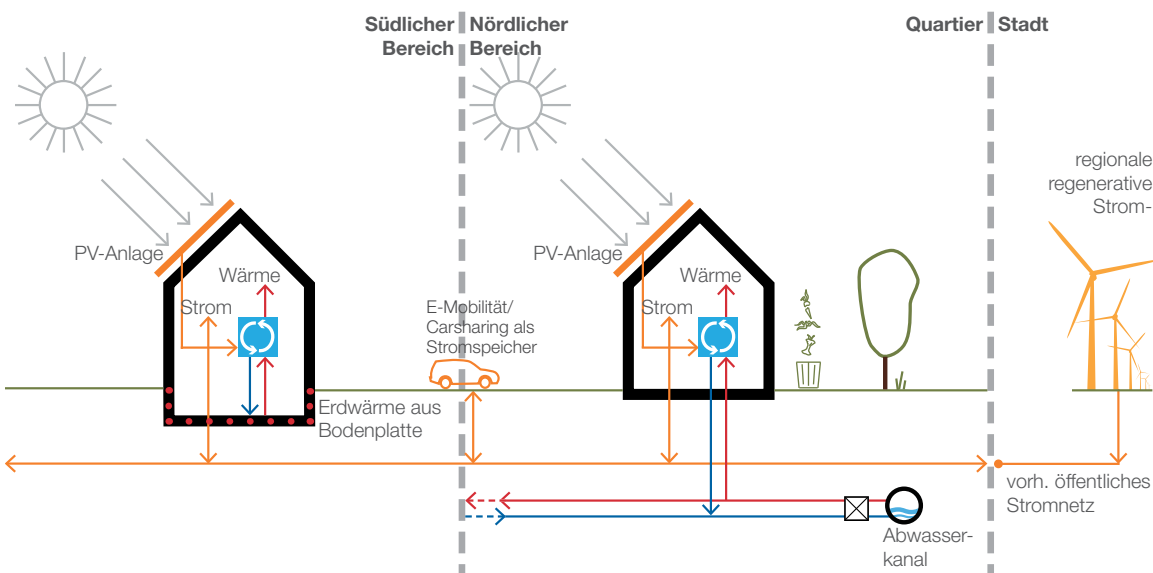 Südlicher
Bereich
Nördlicher
Bereich
Quartier
Stadt
regionale
regenerative
Strom-
PV-Anlage
Wärme
Strom
E-Mobilität/
Carsharing als
Stromspeicher
PV-Anlage
Wärme
Strom
Erdwärme aus
Bodenplatte
vorh. öffentliches
Stromnetz
Abwasser-
kanal